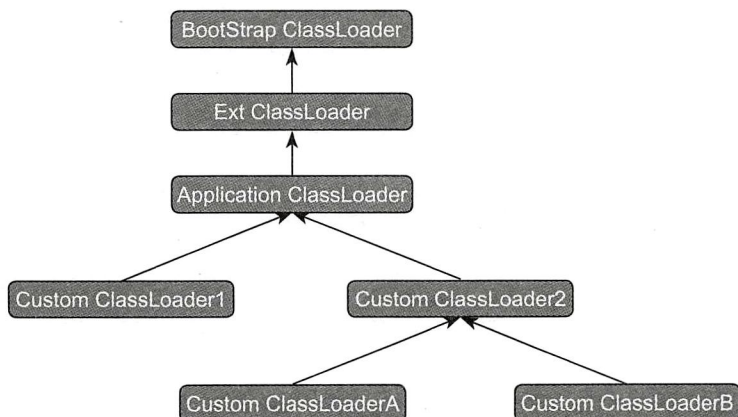 BootStrap ClassLoader
Ext ClassLoader
Application ClassLoader
Custom ClassLoader1
Custom ClassLoader2
Custom ClassLoaderA
Custom ClassLoaderB